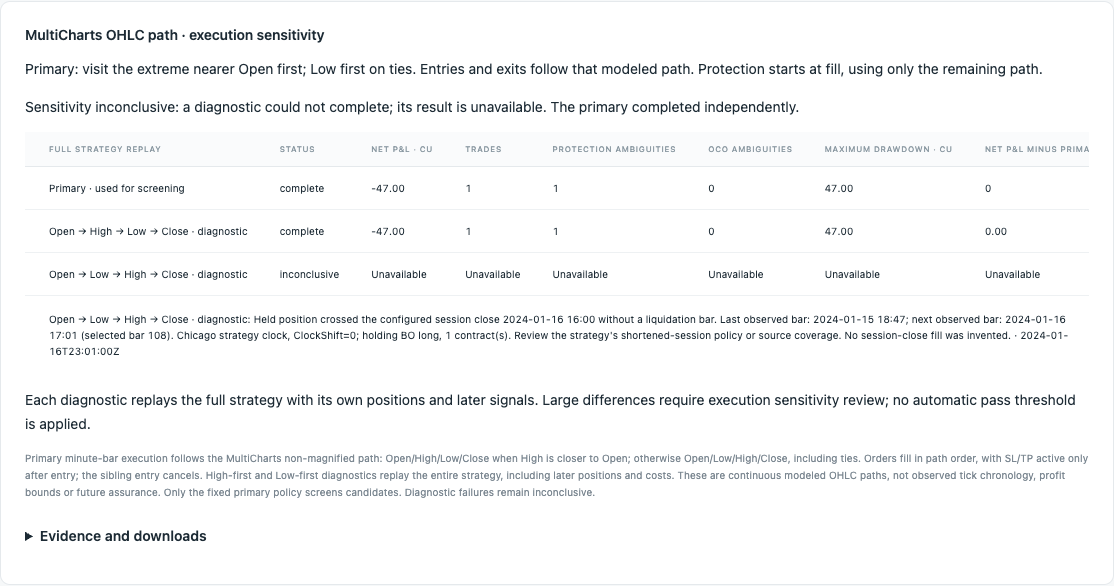 MultiCharts OHLC path · execution sensitivity
Primary: visit the extreme nearer Open first; Low first on ties. Entries and exits follow that modeled path. Protection starts at fill, using only the remaining path.
Sensitivity inconclusive: a diagnostic could not complete; its result is unavailable. The primary completed independently.
FULL STRATEGY REPLAY STATUS NET P&L · CU TRADES PROTECTION AMBIGUITIES OCO AMBIGUITIES MAXIMUM DRAWDOWN · CU NET P&L MINUS PRIMA
Primary · used for screening complete -47.00 1 1 0 47.00 0
Open → High → Low → Close · diagnostic complete -47.00 1 1 0 47.00 0.00
Open → Low → High → Close · diagnostic inconclusive Unavailable Unavailable Unavailable Unavailable Unavailable Unavailable
Open → Low → High → Close · diagnostic: Held position crossed the configured session close 2024-01-16 16:00 without a liquidation bar. Last observed bar: 2024-01-15 18:47; next observed bar: 2024-01-16
17:01 (selected bar 108). Chicago strategy clock, ClockShift=0; holding BO long, 1 contract(s). Review the strategy's shortened-session policy or source coverage. No session-close fill was invented. · 2024-01-
16T23:01:00Z
Each diagnostic replays the full strategy with its own positions and later signals. Large differences require execution sensitivity review; no automatic pass threshold
is applied.
Primary minute-bar execution follows the MultiCharts non-magnified path: Open/High/Low/Close when High is closer to Open; otherwise Open/Low/High/Close, including ties. Orders fill in path order, with SL/TP active only
after entry; the sibling entry cancels. High-first and Low-first diagnostics replay the entire strategy, including later positions and costs. These are continuous modeled OHLC paths, not observed tick chronology, profit
bounds or future assurance. Only the fixed primary policy screens candidates. Diagnostic failures remain inconclusive.
▶ Evidence and downloads